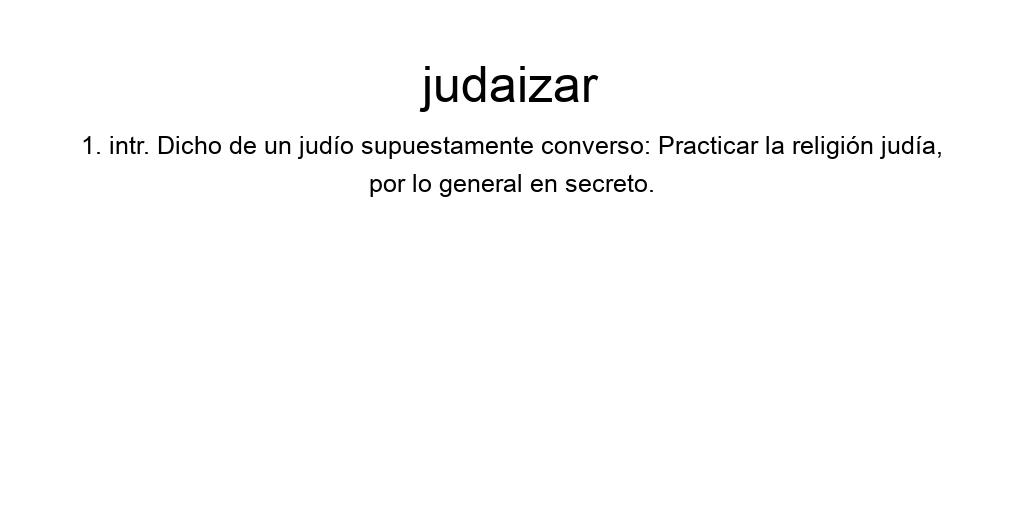 judaizar
1. intr. Dicho de un judío supuestamente converso: Practicar la religión judía,
por lo general en secreto.